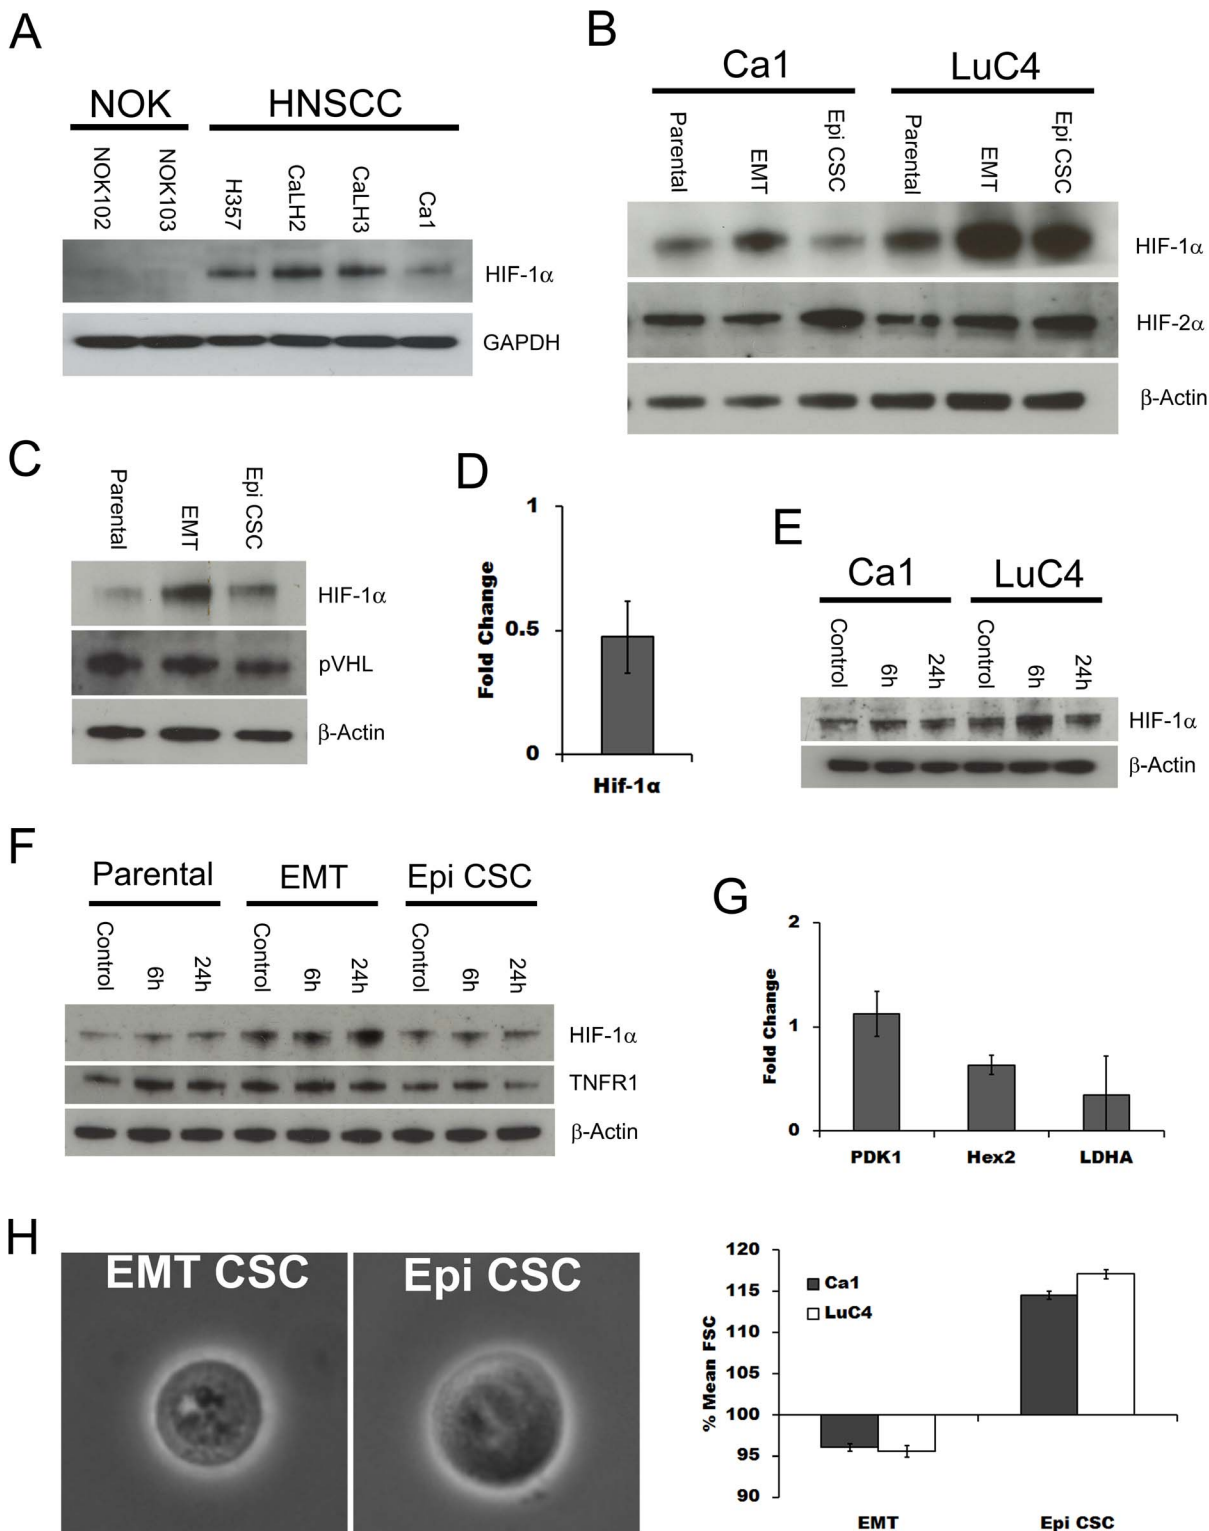 A
NOK HNSCC
NOK102 NOK103 H357 CaLH2 CaLH3 Ca1
HIF-1α
GAPDH
B
Ca1 LuC4
Parental EMT Epi CSC Parental EMT Epi CSC
HIF-1α
HIF-2α
β-Actin
C
Parental EMT Epi CSC
HIF-1α
pVHL
β-Actin
D
1
0.5
0
Fold Change
Hif-1α
E
Ca1 LuC4
Control 6h 24h Control 6h 24h
HIF-1α
β-Actin
F
Parental EMT Epi CSC
Control 6h 24h Control 6h 24h Control 6h 24h
HIF-1α
TNFR1
β-Actin
G
2
1
0
Fold Change
PDK1 Hex2 LDHA
H
EMT CSC Epi CSC
120
115
110
105
100
95
90
% Mean FSC
Ca1
LuC4
EMT Epi CSC